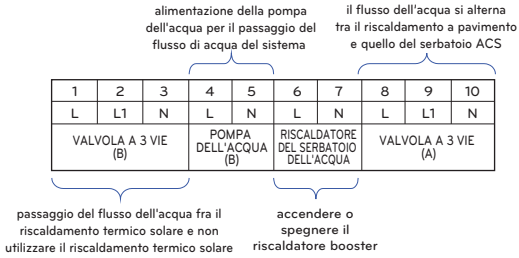 alimentazione della pompa
dell'acqua per il passaggio del
flusso di acqua del sistema
il flusso dell'acqua si alterna
tra il riscaldamento a pavimento
e quello del serbatoio ACS
1 2 3 4 5 6 7 8 9 10
L L1 N L N L N L L1 N
VALVOLA A 3 VIE
(B)
POMPA
DELL'ACQUA
(B)
RISCALDATORE
DEL SERBATOIO
DELL'ACQUA
VALVOLA A 3 VIE
(A)
passaggio del flusso dell'acqua fra il
riscaldamento termico solare e non
utilizzare il riscaldamento termico solare
accendere o
spegnere il
riscaldatore booster